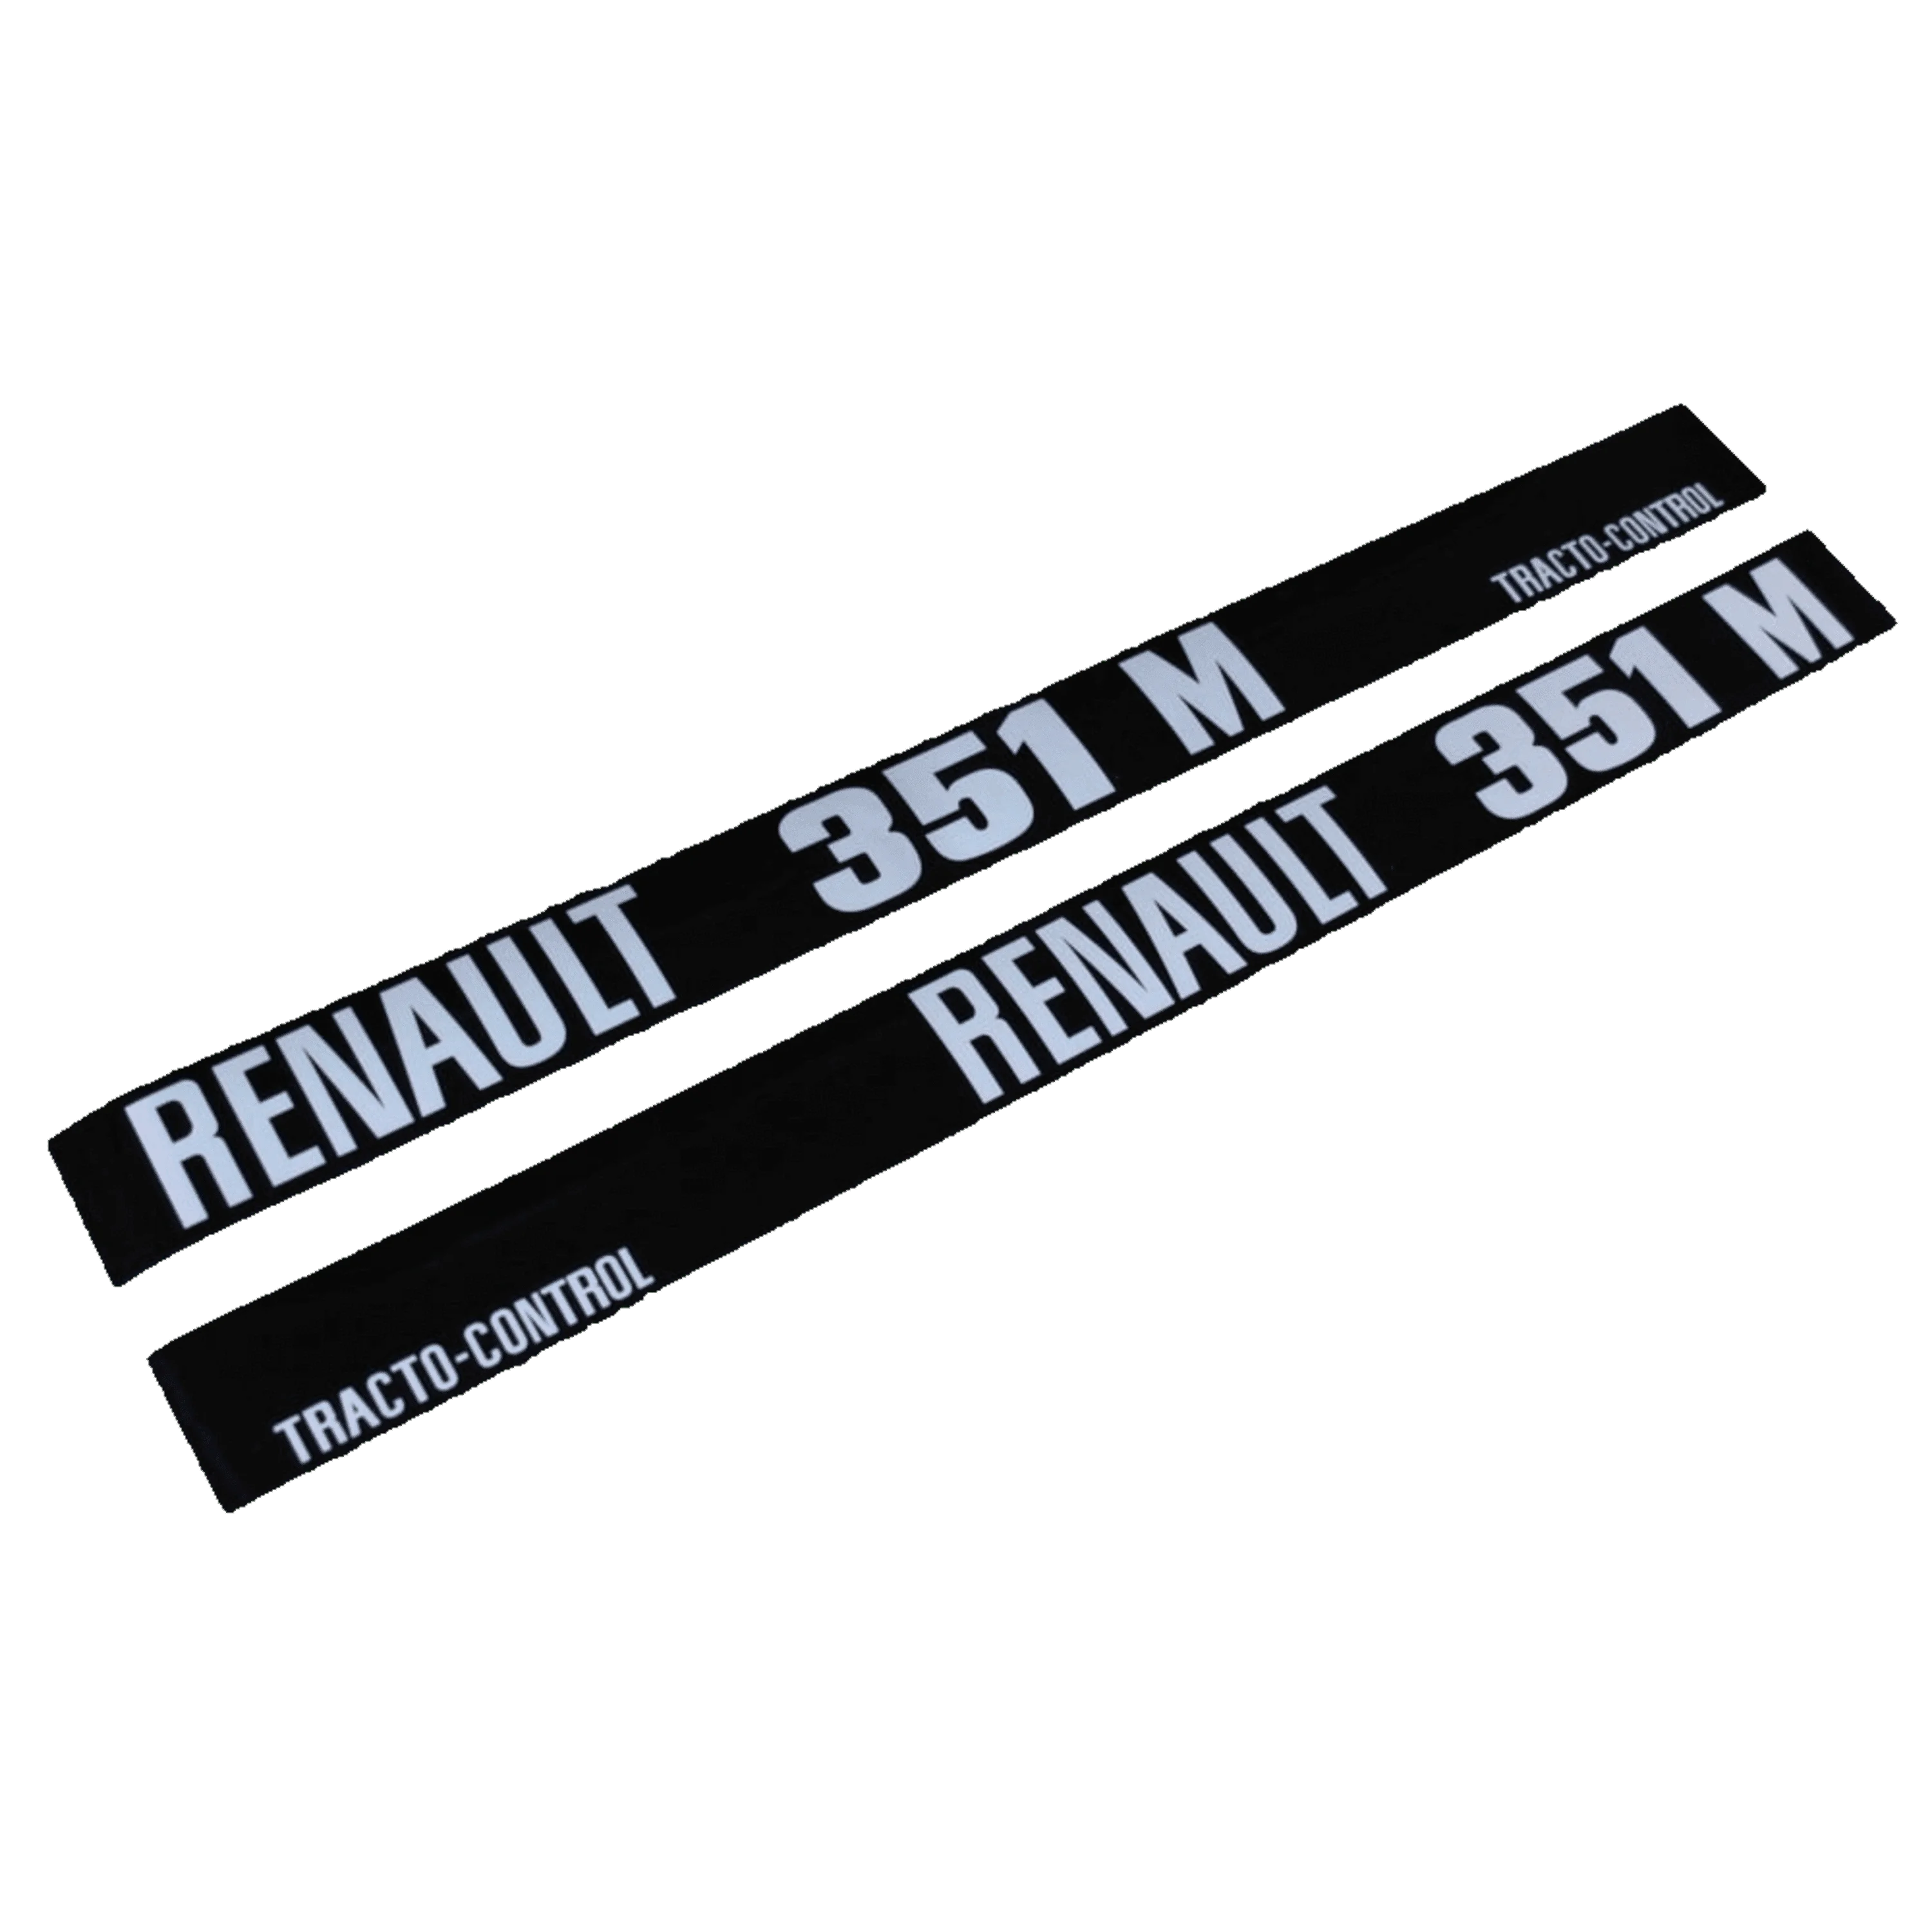 RENAULT 351 M TRACTO-CONTROL
TRACTO-CONTROL RENAULT 351 M